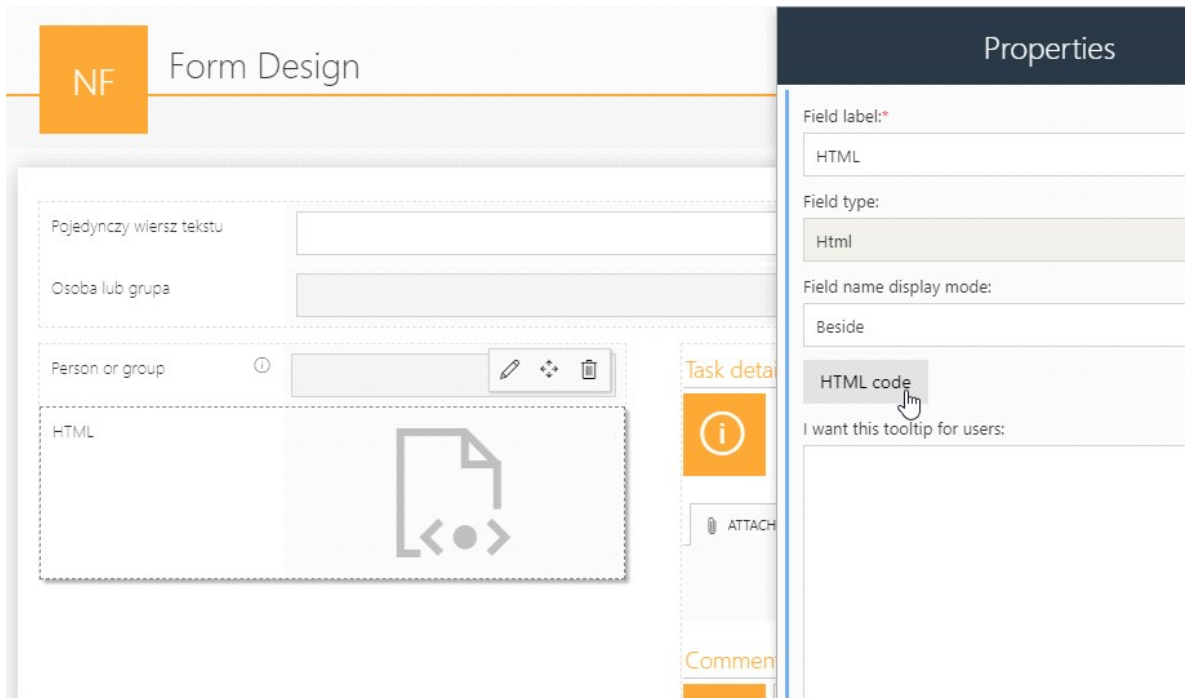 NF
Form Design
Properties
Field label:*
HTML
Field type:
Html
Field name display mode:
Beside
HTML code
I want this tooltip for users:
Pojedynczy wiersz tekstu
Osoba lub grupa
Person or group
HTML
Task detai
ATTACH
Commen